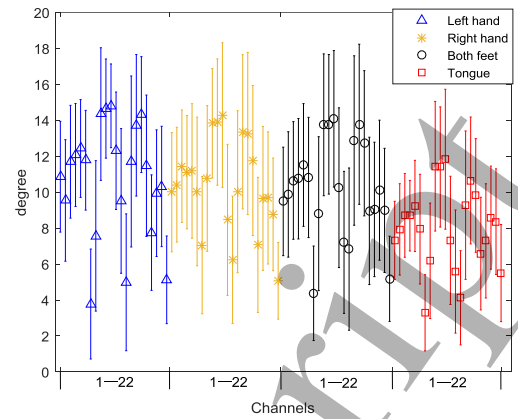 20
18
16
14
12
10
8
6
4
2
0
degree
Left hand
Right hand
Both feet
Tongue
1—22
1—22
1—22
1—22
Channels